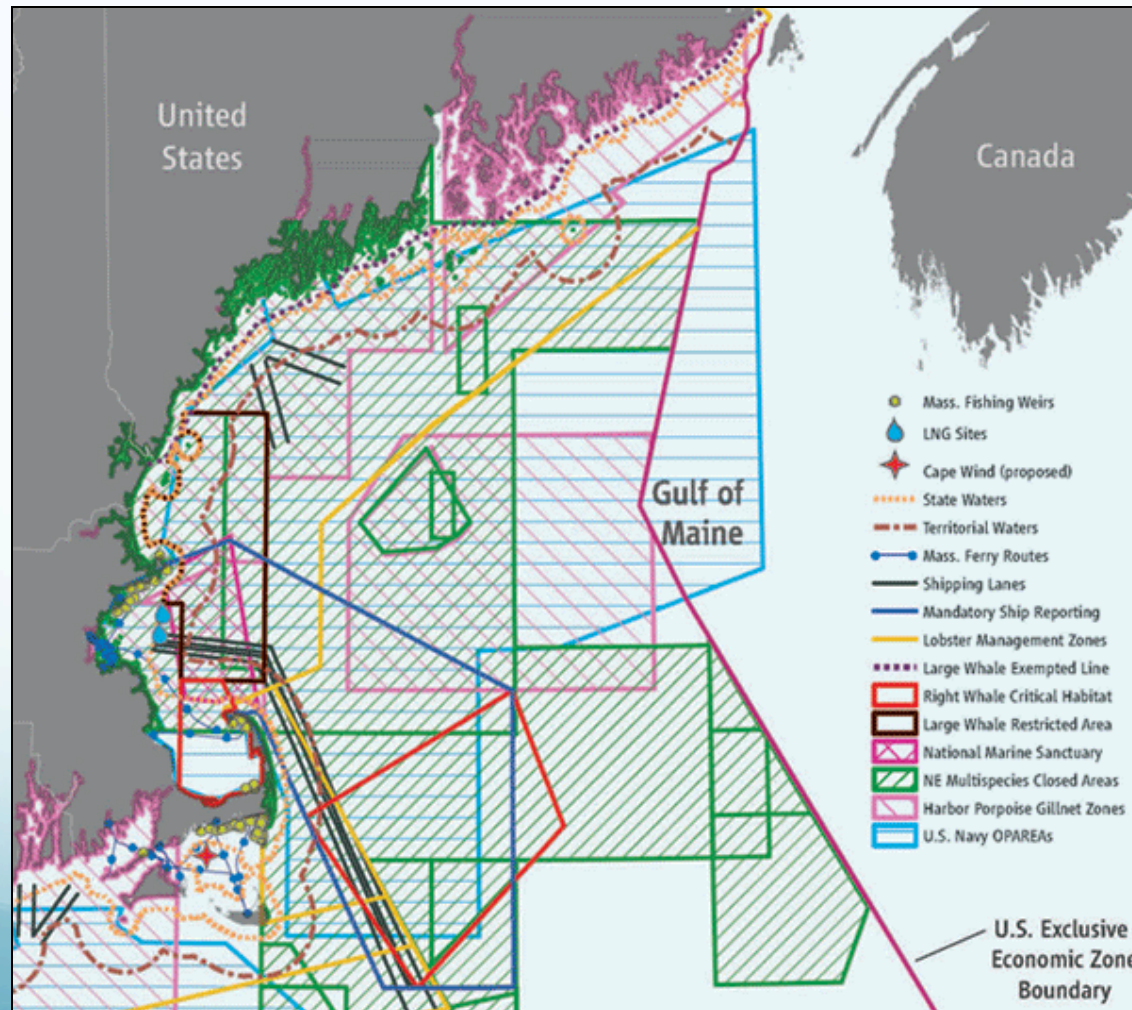 United
States
Canada
Gulf of
Maine
Mass. Fishing Weirs
LNG Sites
Cape Wind (proposed)
State Waters
Territorial Waters
Mass. Ferry Routes
Shipping Lanes
Mandatory Ship Reporting
Lobster Management Zones
Large Whale Exempted Line
Right Whale Critical Habitat
Large Whale Restricted Area
National Marine Sanctuary
NE Multispecies Closed Areas
Harbor Porpoise Gillnet Zones
U.S. Navy OPAREAs
U.S. Exclusive
Economic Zone
Boundary